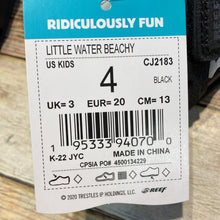 RIDICULOUSLY FUN
LITTLE WATER BEACHY
US KIDS CJ2183
4
BLACK
UK= 3 EUR= 20 CM= 13
1 95333 94070 0
K-22 JYC MADE IN CHINA
CPSIA PO# 4500134229
© 2020 TRESTLES IP HOLDINGS, LLC. REEF